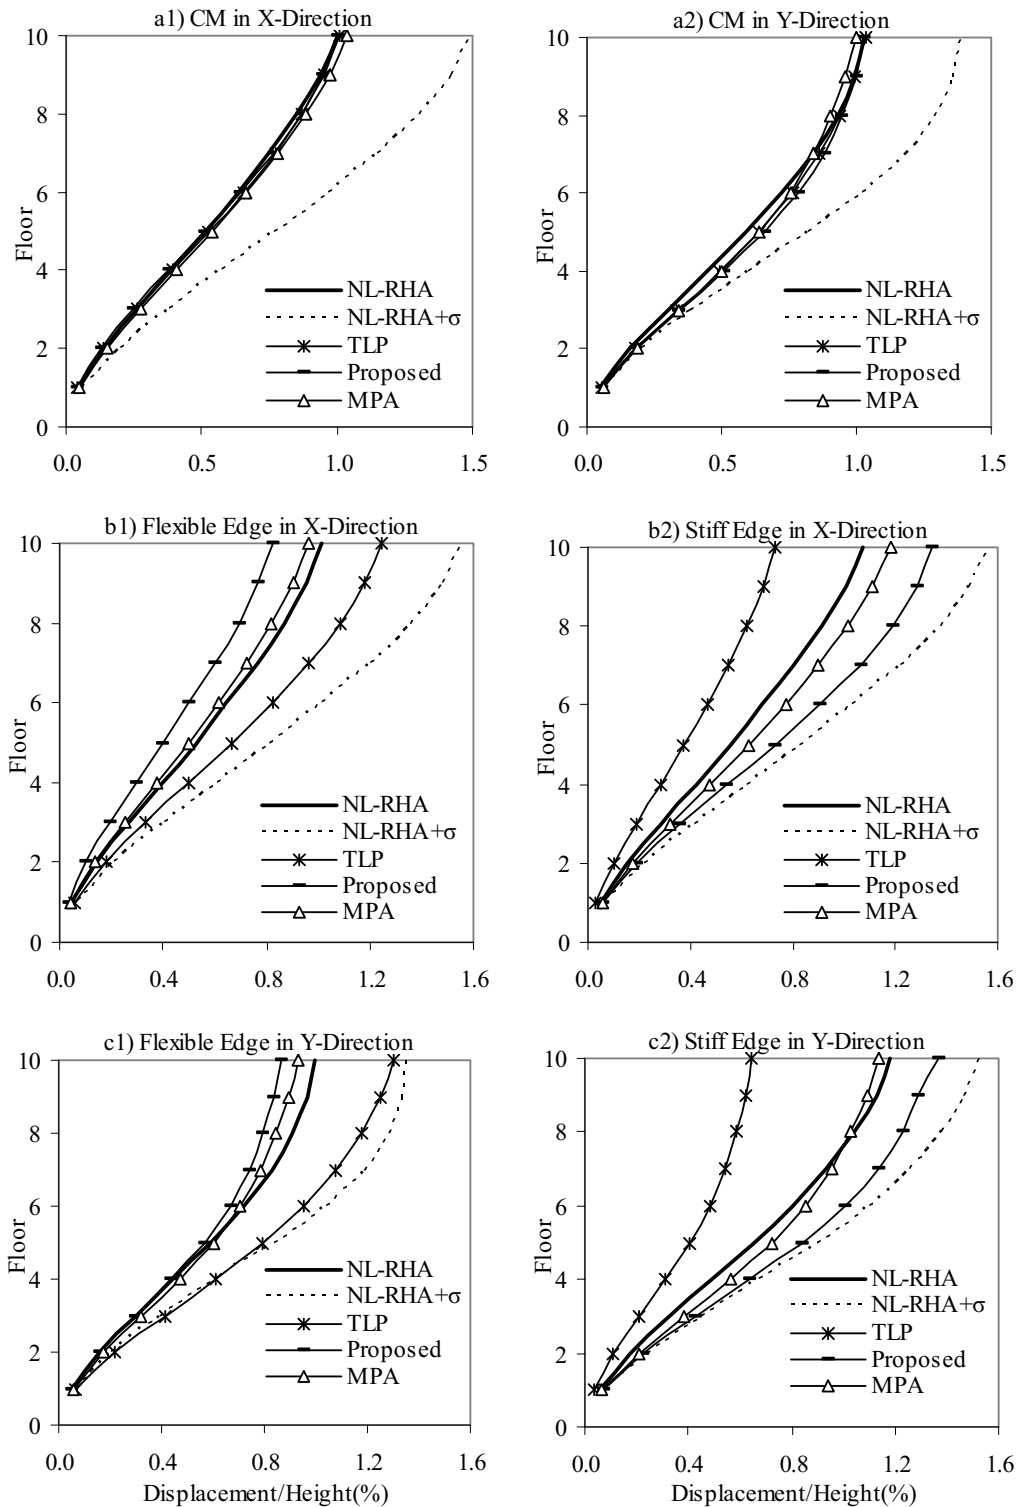 a1) CM in X-Direction
10
8
6
4
2
0
Floor
NL-RHA
NL-RHA+σ
TLP
Proposed
MPA
0.0 0.5 1.0 1.5
a2) CM in Y-Direction
10
8
6
4
2
0
Floor
NL-RHA
NL-RHA+σ
TLP
Proposed
MPA
0.0 0.5 1.0 1.5
b1) Flexible Edge in X-Direction
10
8
6
4
2
0
Floor
NL-RHA
NL-RHA+σ
TLP
Proposed
MPA
0.0 0.4 0.8 1.2 1.6
b2) Stiff Edge in X-Direction
10
8
6
4
2
0
Floor
NL-RHA
NL-RHA+σ
TLP
Proposed
MPA
0.0 0.4 0.8 1.2 1.6
c1) Flexible Edge in Y-Direction
10
8
6
4
2
0
Floor
NL-RHA
NL-RHA+σ
TLP
Proposed
MPA
0.0 0.4 0.8 1.2 1.6
Displacement/Height(%)
c2) Stiff Edge in Y-Direction
10
8
6
4
2
0
Floor
NL-RHA
NL-RHA+σ
TLP
Proposed
MPA
0.0 0.4 0.8 1.2 1.6
Displacement/Height(%)